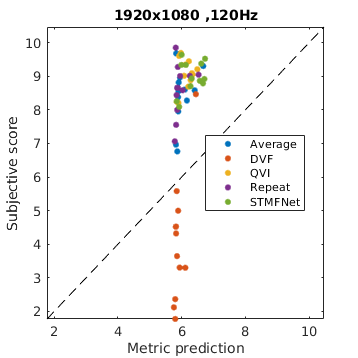 1920x1080 ,120Hz
Subjective score
10
9
8
7
6
5
4
3
2
Average
DVF
QVI
Repeat
STMFNet
2 4 6 8 10
Metric prediction